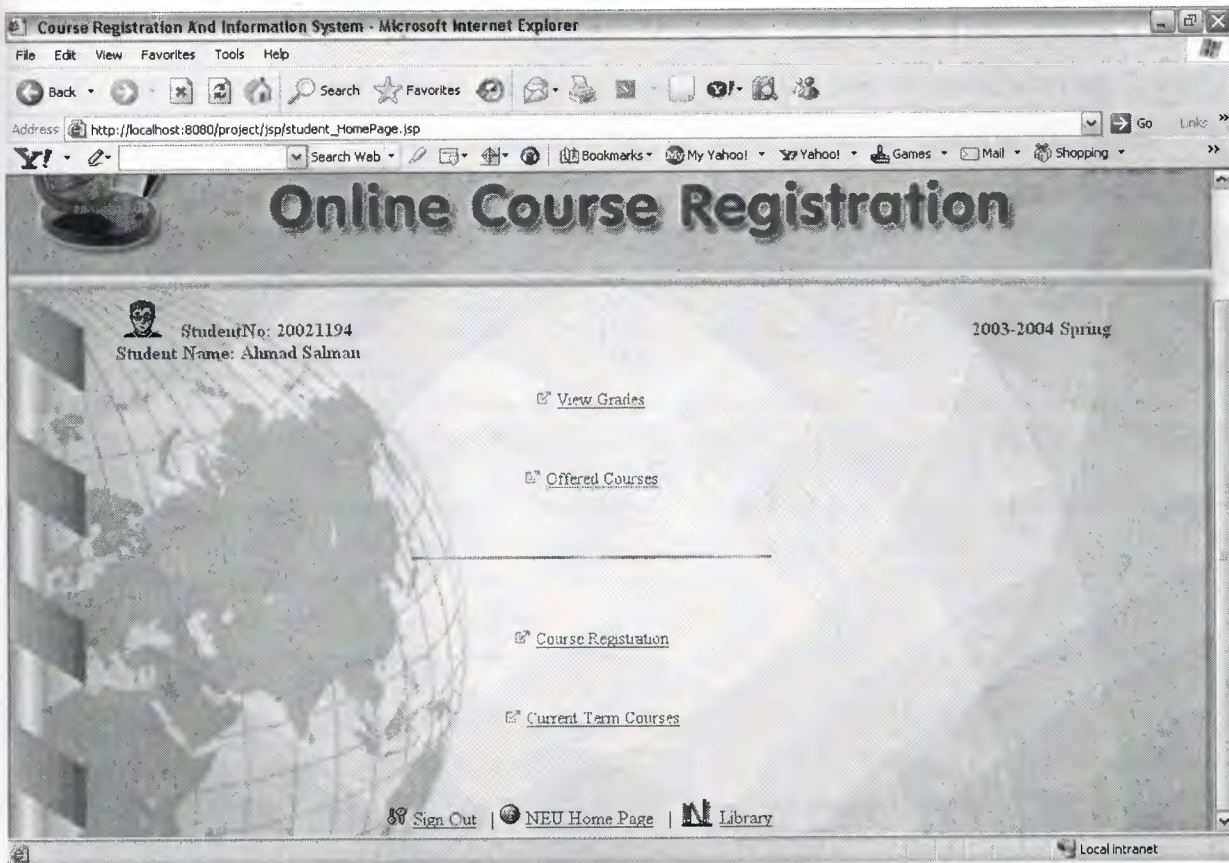 Course Registration And Information System - Microsoft Internet Explorer
File Edit View Favorites Tools Help
Back Search Favorites
Address http://localhost:8080/project/jsp/student_HomePage.jsp Go Links »
Y! Search Web Bookmarks My Yahoo! Yahoo! Games Mail Shopping »
Online Course Registration
StudentNo: 20021194 2003-2004 Spring
Student Name: Ahmad Salman
View Grades
Offered Courses
Course Registration
Current Term Courses
Sign Out | NEU Home Page | Library
Local intranet